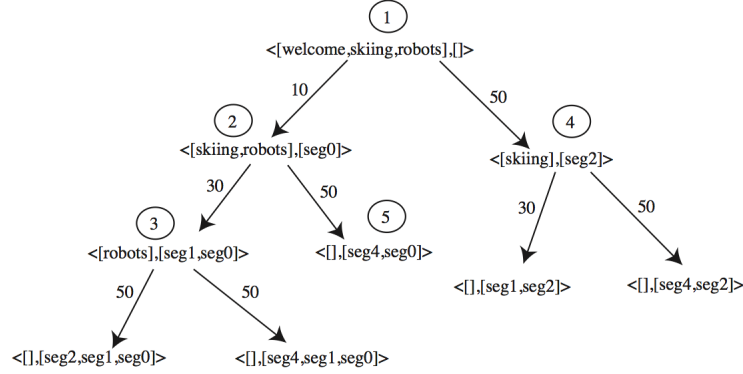 1
<[welcome,skiing,robots],[]>
10
50
2
4
<[skiing,robots],[seg0]>
<[skiing],[seg2]>
30
50
30
50
3
5
<[robots],[seg1,seg0]>
<[],[seg4,seg0]>
<[],[seg1,seg2]>
<[],[seg4,seg2]>
50
50
<[],[seg2,seg1,seg0]>
<[],[seg4,seg1,seg0]>